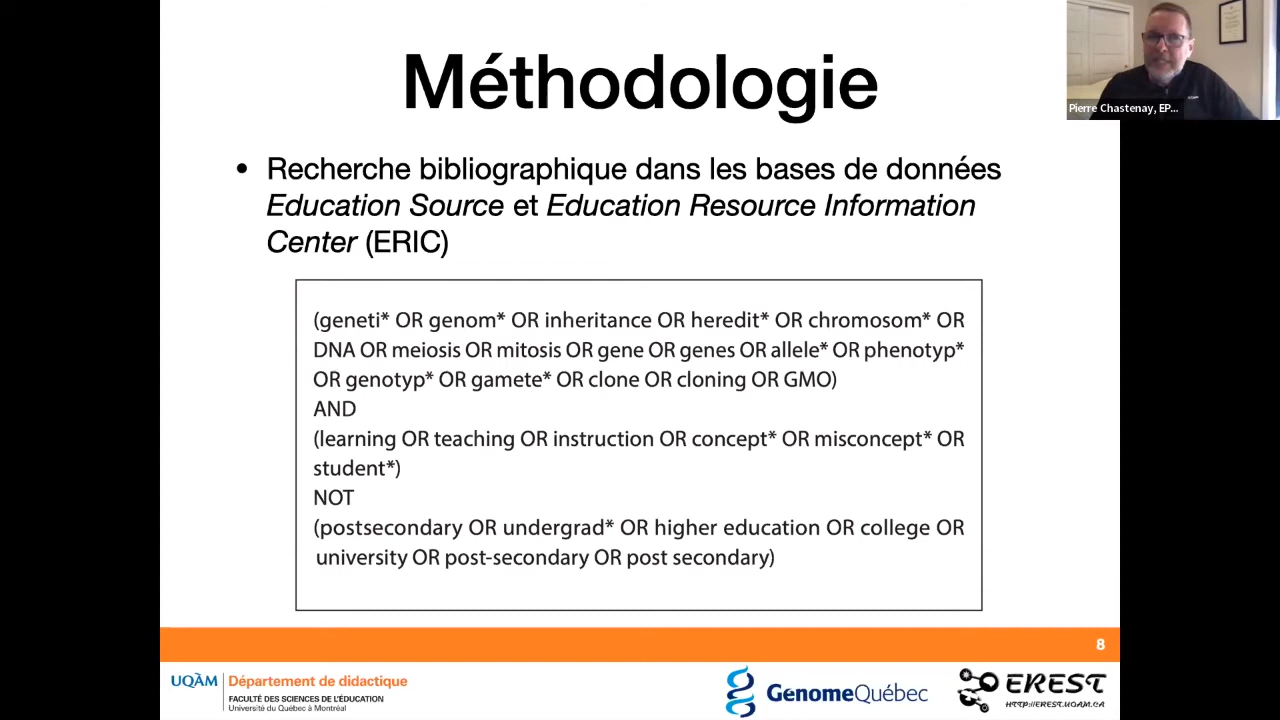 Méthodologie
Pierre Chastenay, EP...
• Recherche bibliographique dans les bases de données
Education Source et Education Resource Information
Center (ERIC)
(geneti* OR genom* OR inheritance OR heredit* OR chromosom* OR
DNA OR meiosis OR mitosis OR gene OR genes OR allele* OR phenotyp*
OR genotyp* OR gamete* OR clone OR cloning OR GMO)
AND
(learning OR teaching OR instruction OR concept* OR misconcept* OR
student*)
NOT
(postsecondary OR undergrad* OR higher education OR college OR
university OR post-secondary OR post secondary)
8
UQÀM
Département de didactique
FACULTÉ DES SCIENCES DE L'ÉDUCATION
Université du Québec à Montréal
GenomeQuébec
EREST
HTTP://EREST.UQAM.CA